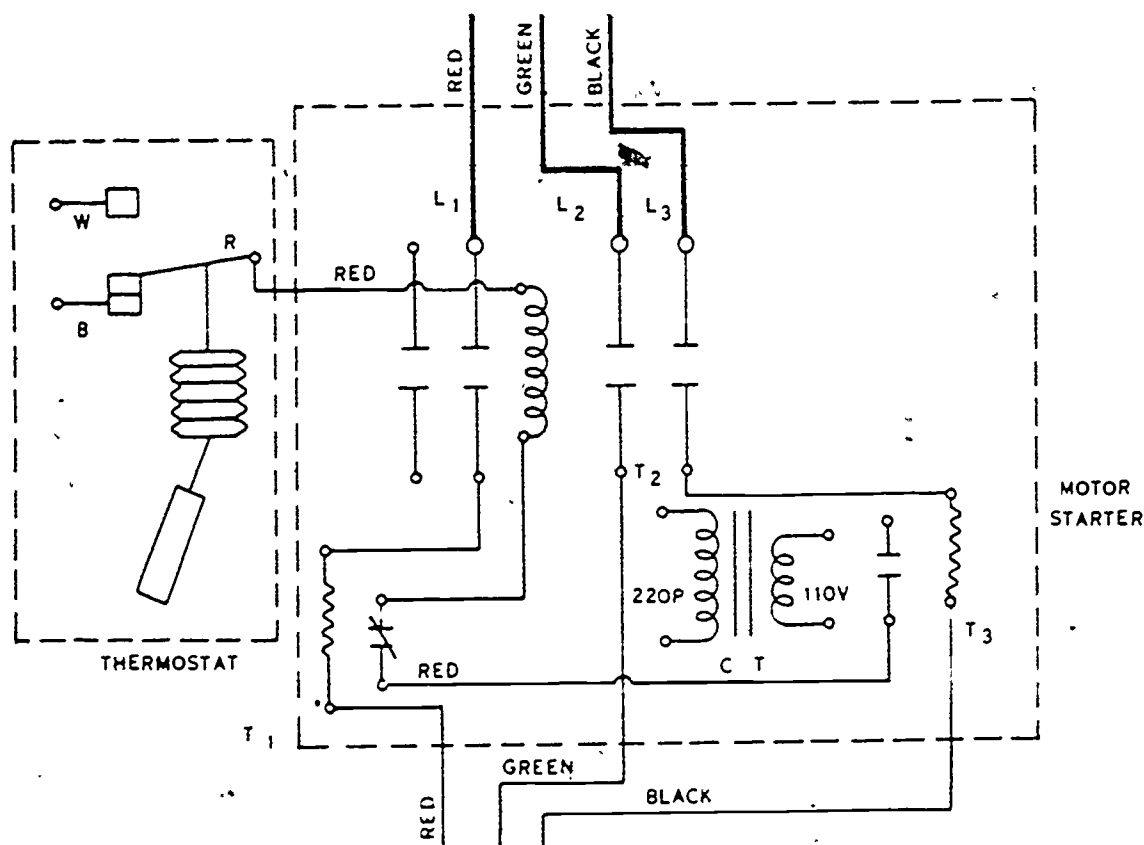 RED
GREEN
BLACK
W
R
B
L1
L2
L3
RED
T2
MOTOR
STARTER
220P
110V
T3
C T
THERMOSTAT
RED
T1
GREEN
BLACK
RED